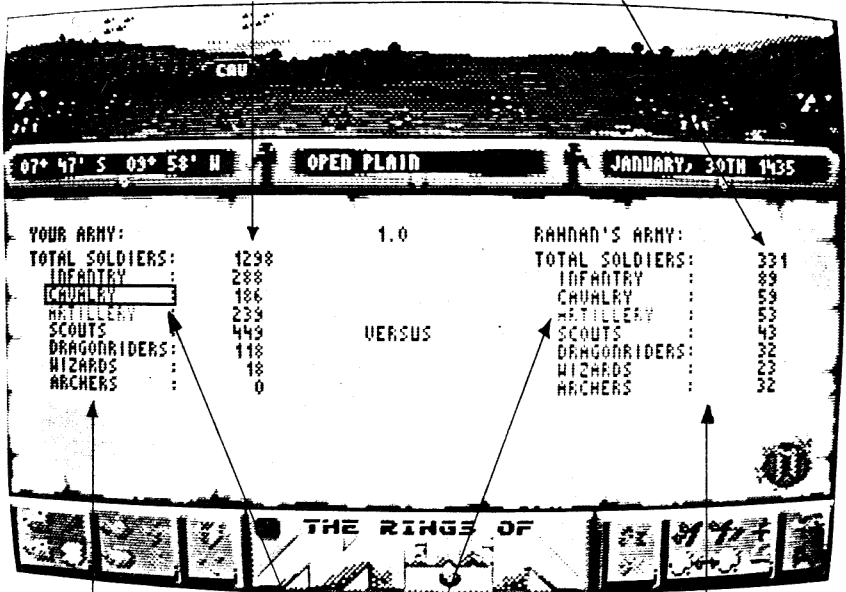 CAV
07° 47' S 09° 58' W
OPEN PLAIN
JANUARY, 30TH 1435
YOUR ARMY: 1.0 RAHDAN'S ARMY:
TOTAL SOLDIERS: 1298 TOTAL SOLDIERS: 331
INFANTRY : 288 INFANTRY : 89
CAVALRY : 186 CAVALRY : 59
ARTILLERY : 239 ARTILLERY : 53
SCOUTS : 449 VERSUS SCOUTS : 43
DRAGONRIDERS: 118 DRAGONRIDERS: 32
WIZARDS : 18 WIZARDS : 23
ARCHERS : 0 ARCHERS : 32
THE RINGS OF